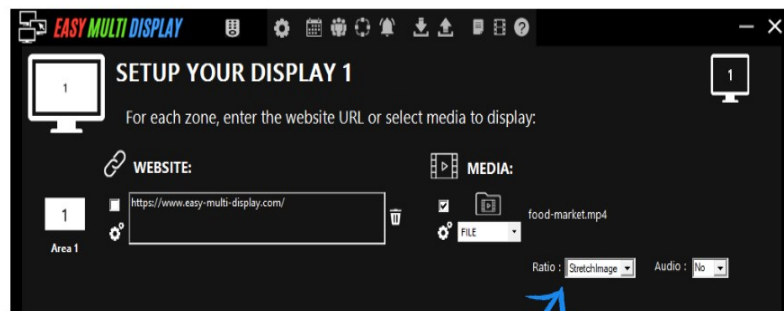 EASY MULTI DISPLAY
1
SETUP YOUR DISPLAY 1
1
For each zone, enter the website URL or select media to display:
WEBSITE:
MEDIA:
1
https://www.easy-multi-display.com/
food-market.mp4
FILE
Area 1
Ratio : StretchImage
Audio : No